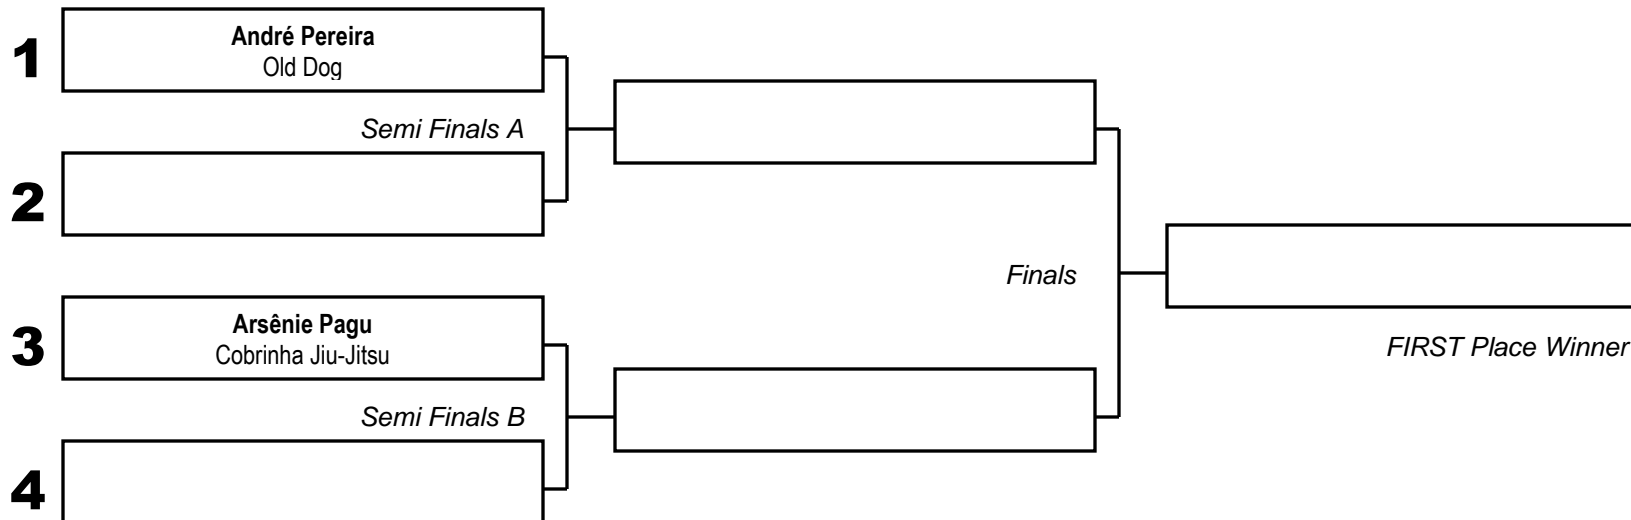 1
André Pereira
Old Dog
Semi Finals A
2
Finals
3
Arsênie Pagu
Cobrinha Jiu-Jitsu
FIRST Place Winner
Semi Finals B
4